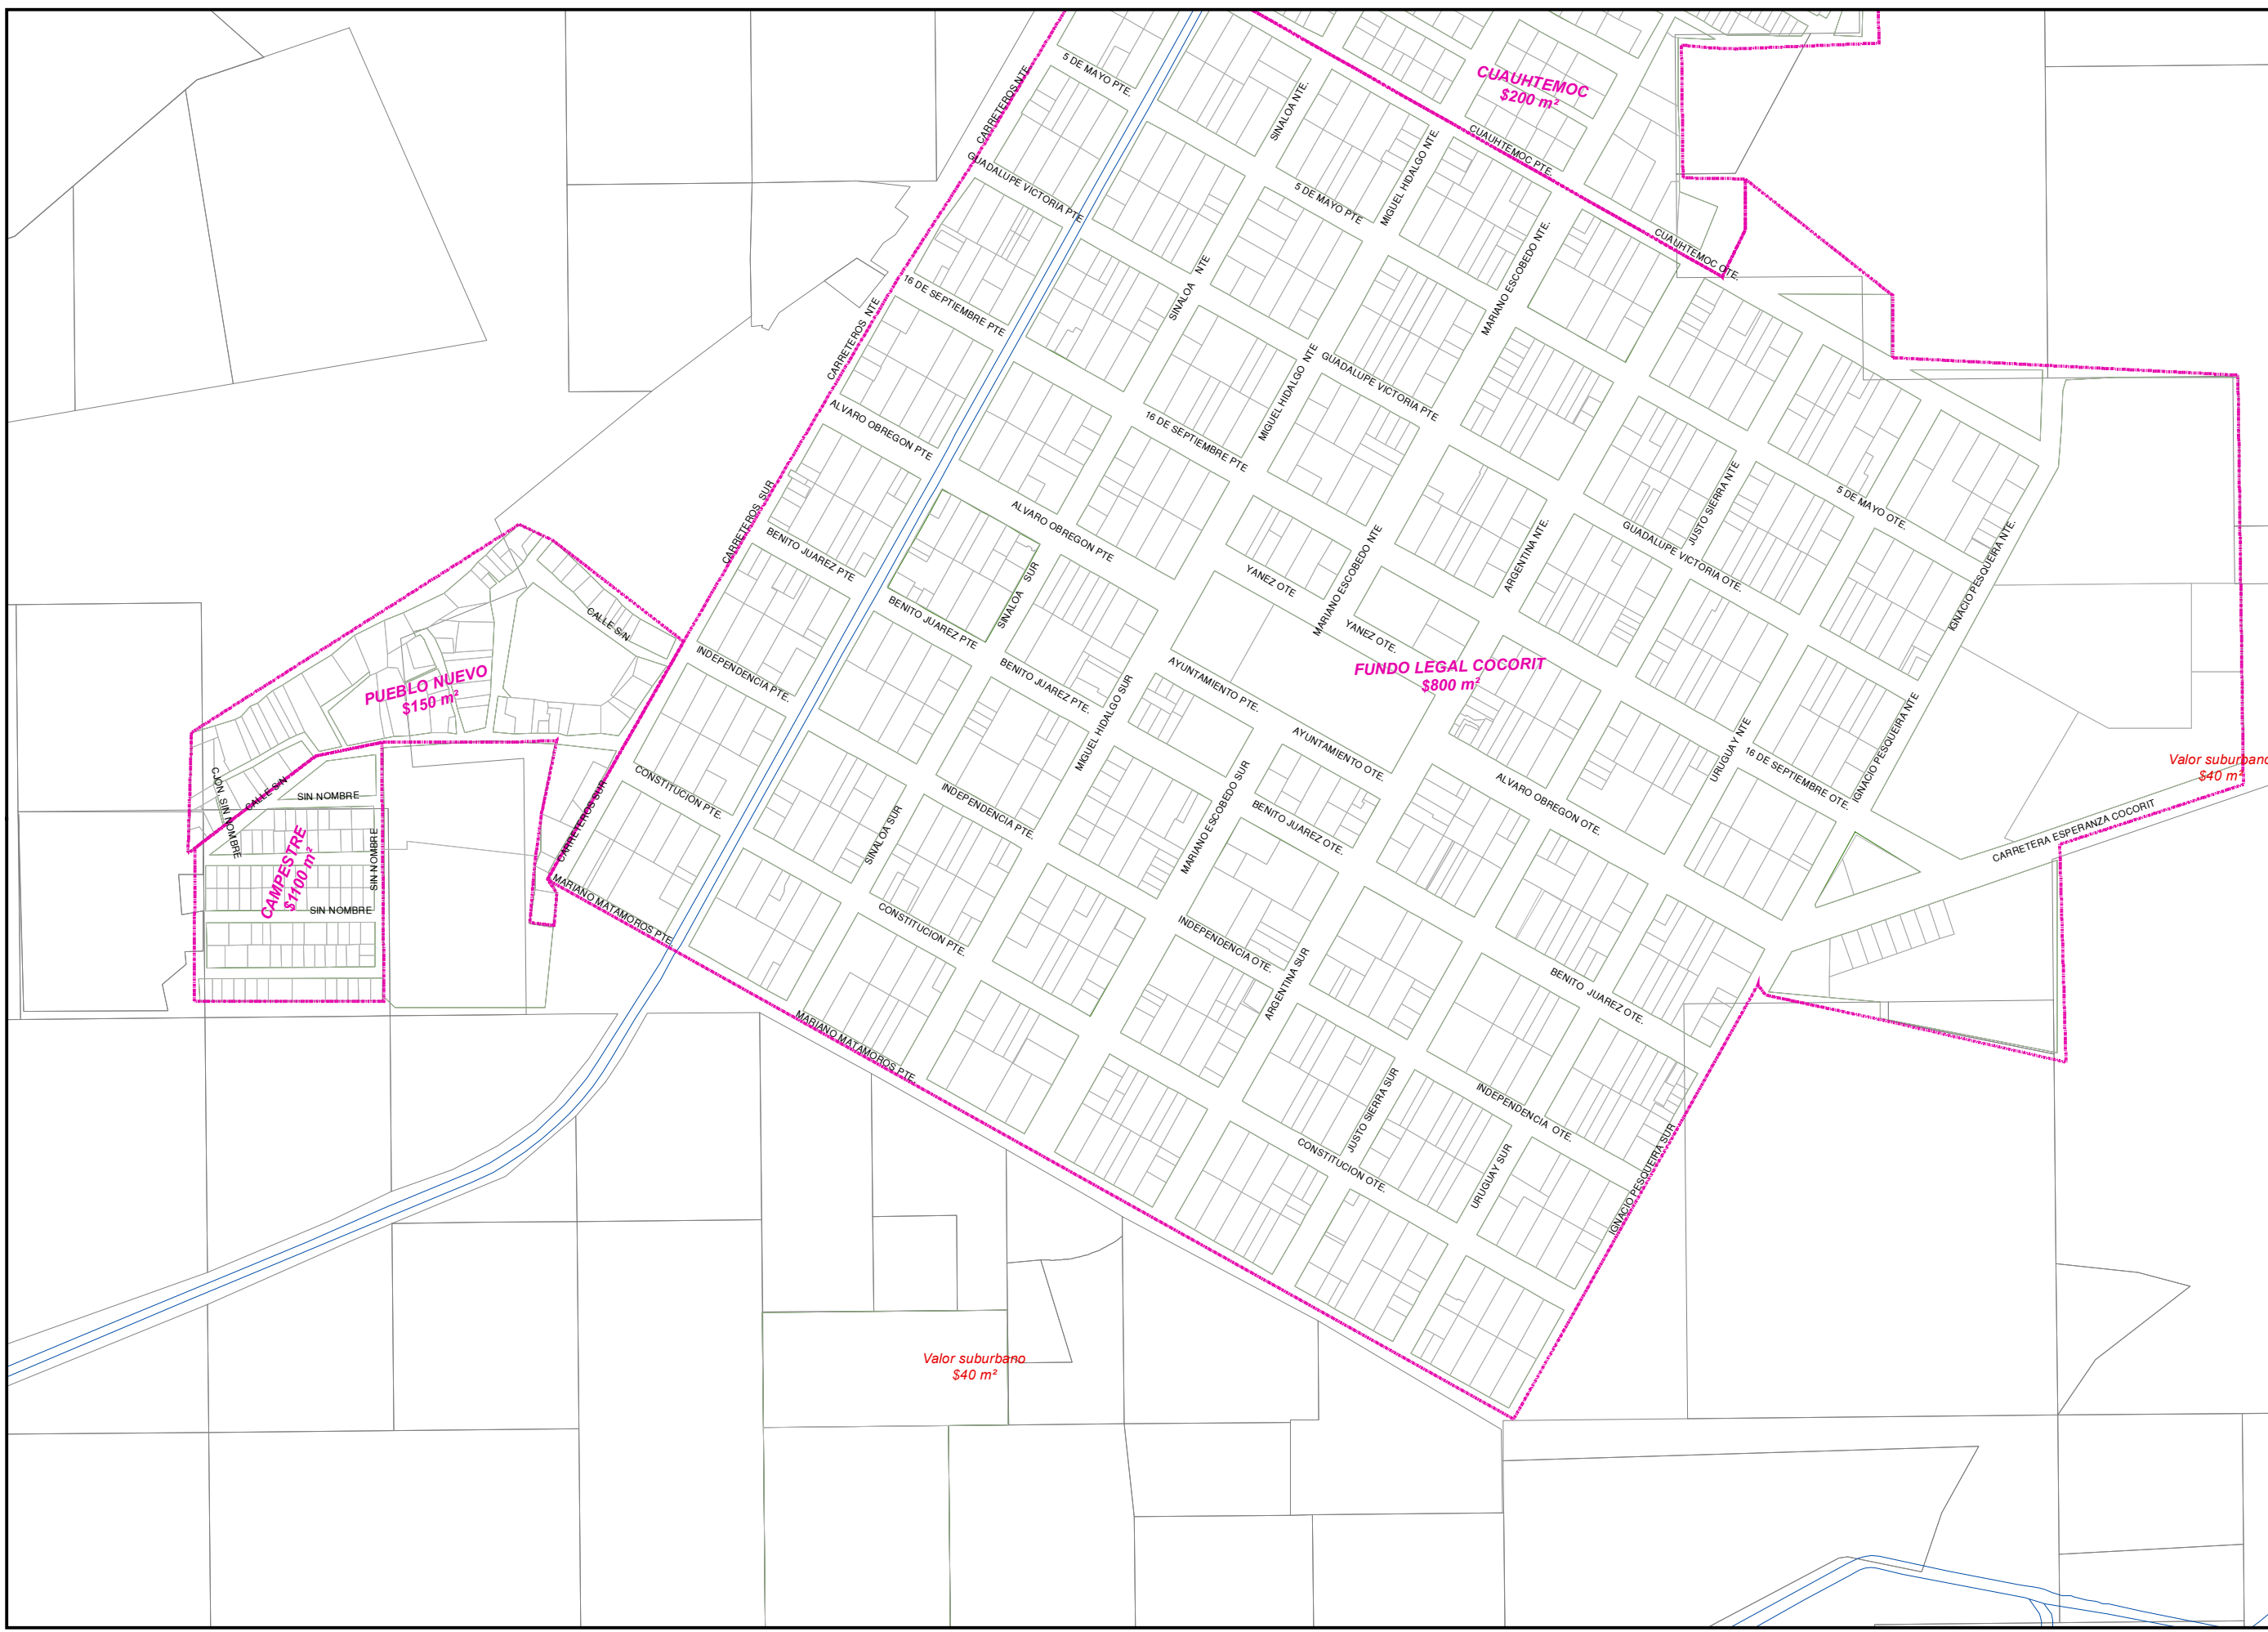 5 DE MAYO PTE.
CARRETEROS NTE.
SINALOA NTE.
CUAUHTEMOC
$200 m²
CUAUHTEMOC PTE.
MIGUEL HIDALGO NTE.
GUADALUPE VICTORIA PTE
5 DE MAYO PTE
MARIANO ESCOBEDO NTE.
CUAUHTEMOC OTE.
16 DE SEPTIEMBRE PTE
SINALOA NTE
CARRETEROS NTE
MIGUEL HIDALGO NTE
GUADALUPE VICTORIA PTE
ALVARO OBREGON PTE
16 DE SEPTIEMBRE PTE
CARRETEROS SUR
ALVARO OBREGON PTE
JUSTO SIERRA NTE
5 DE MAYO OTE.
BENITO JUAREZ PTE
YANEZ OTE
MARIANO ESCOBEDO NTE
ARGENTINA NTE.
GUADALUPE VICTORIA OTE.
IGNACIO PESQUEIRA NTE.
CALLE S/N
BENITO JUAREZ PTE
SINALOA SUR
YANEZ OTE.
INDEPENDENCIA PTE.
BENITO JUAREZ PTE.
AYUNTAMIENTO PTE.
FUNDO LEGAL COCORIT
$800 m²
PUEBLO NUEVO
$150 m²
MIGUEL HIDALGO SUR
AYUNTAMIENTO OTE.
URUGUAY NTE
16 DE SEPTIEMBRE OTE.
IGNACIO PESQUEIRA NTE
Valor suburbano
$40 m²
CJON. SIN NOMBRE
CALLE S/N
SIN NOMBRE
CONSTITUCION PTE.
INDEPENDENCIA PTE.
MARIANO ESCOBEDO SUR
BENITO JUAREZ OTE.
ALVARO OBREGON OTE.
CARRETERA ESPERANZA COCORIT
CAMPESTRE
$1100 m²
SIN NOMBRE
SIN NOMBRE
CARRETEROS SUR
SINALOA SUR
MARIANO MATAMOROS PTE.
CONSTITUCION PTE.
INDEPENDENCIA OTE.
ARGENTINA SUR
BENITO JUAREZ OTE.
MARIANO MATAMOROS PTE.
JUSTO SIERRA SUR
INDEPENDENCIA OTE.
CONSTITUCION OTE.
URUGUAY SUR
IGNACIO PESQUEIRA SUR
Valor suburbano
$40 m²